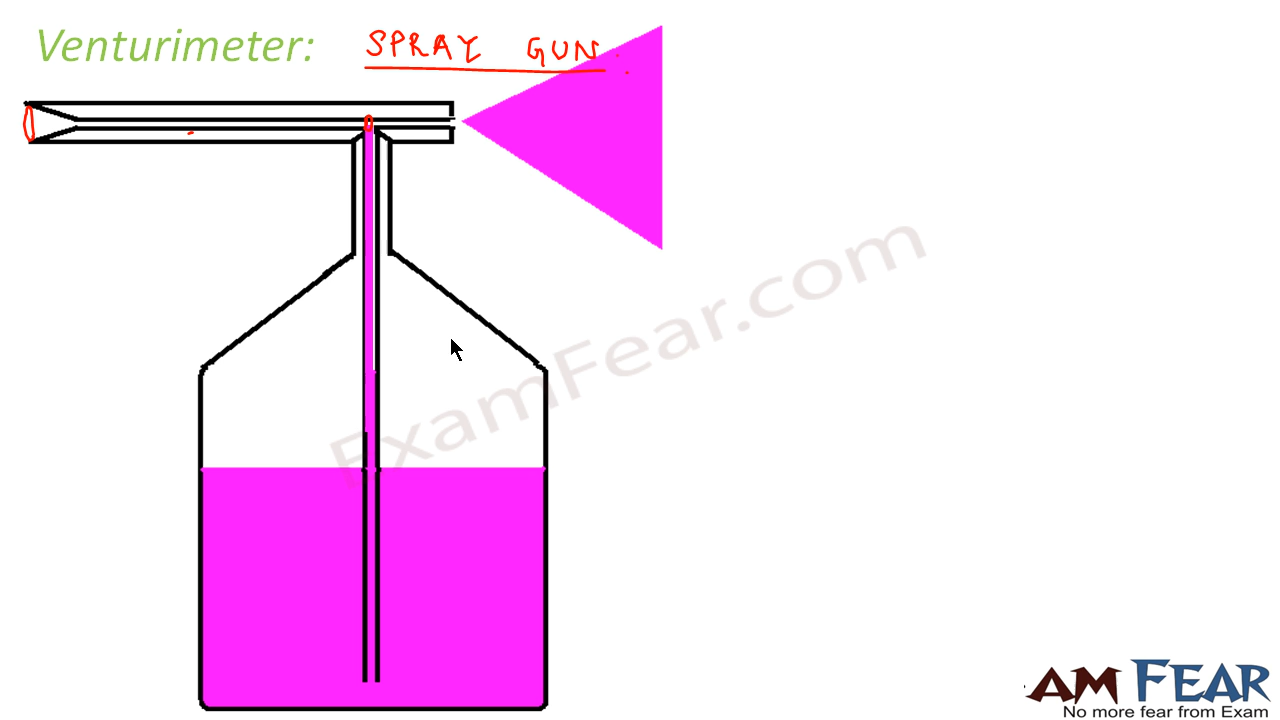 Venturimeter: SPRAY GUN
ExamFear.com
AM FEAR
No more fear from Exam